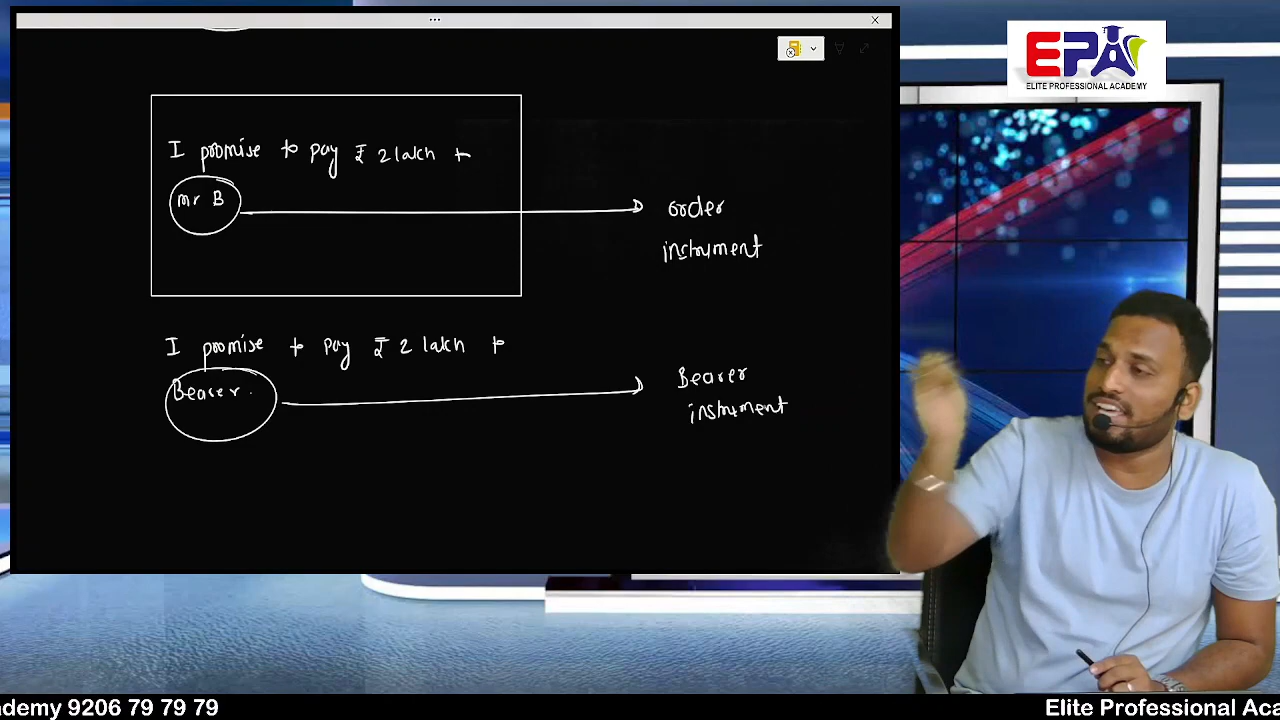 EPA
ELITE PROFESSIONAL ACADEMY
I promise to pay ₹ 2 lakh to
Mr B
order
instrument
I promise to pay ₹ 2 lakh to
Bearer.
Bearer
instrument
ademy 9206 79 79 79
Elite Professional Aca